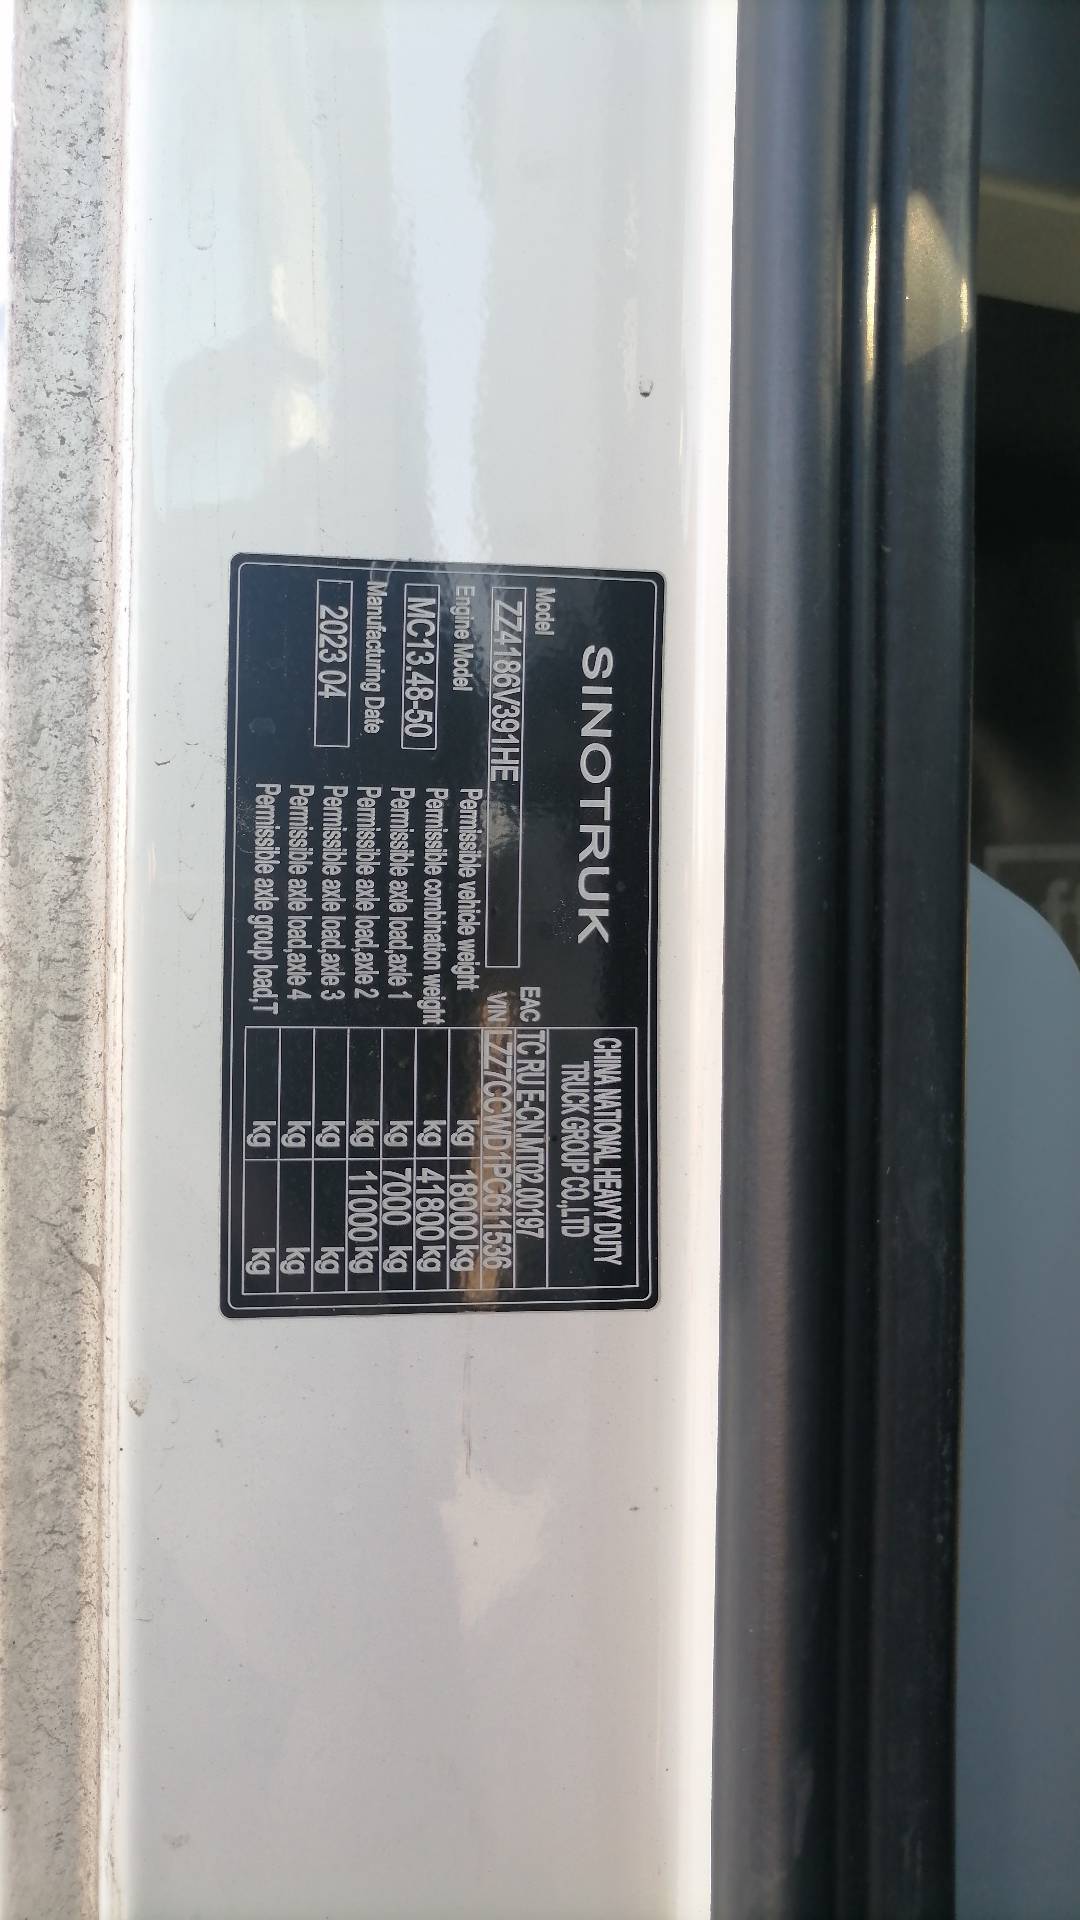 SINOTRUK
CHINA NATIONAL HEAVY DUTY
TRUCK GROUP CO.,LTD
Model
ZZ4186V391HE
EAC TC RU E-CN.MT02.00197
VIN LZZ7CCWD1PC611536
Engine Model
MC13.48-50
Manufacturing Date
2023 04
Permissible vehicle weight kg 18000 kg
Permissible combination weight kg 41800 kg
Permissible axle load,axle 1 kg 7000 kg
Permissible axle load,axle 2 kg 11000 kg
Permissible axle load,axle 3 kg kg
Permissible axle load,axle 4 kg kg
Permissible axle group load,T kg kg